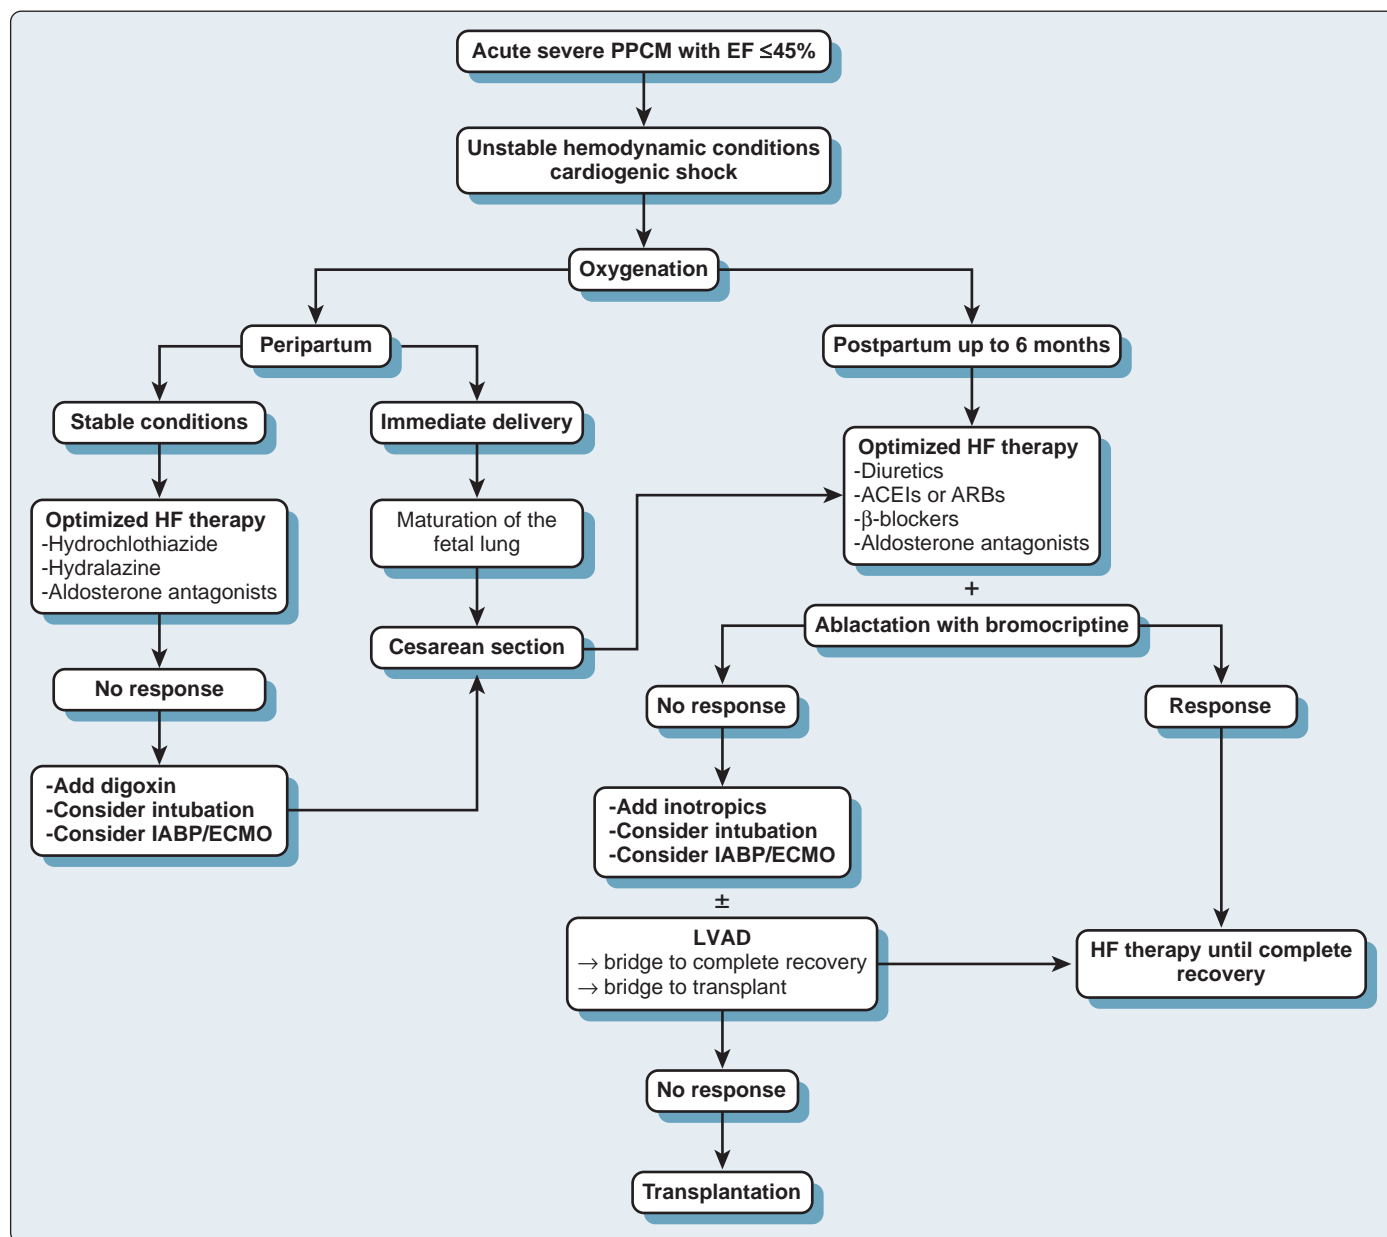 Acute severe PPCM with EF ≤45%
Unstable hemodynamic conditions
cardiogenic shock
Oxygenation
Peripartum
Postpartum up to 6 months
Stable conditions
Immediate delivery
Optimized HF therapy
-Hydrochlothiazide
-Hydralazine
-Aldosterone antagonists
Maturation of the
fetal lung
Optimized HF therapy
-Diuretics
-ACEIs or ARBs
-β-blockers
-Aldosterone antagonists
+
Ablactation with bromocriptine
Cesarean section
No response
No response
Response
-Add digoxin
-Consider intubation
-Consider IABP/ECMO
-Add inotropics
-Consider intubation
-Consider IABP/ECMO
±
LVAD
→ bridge to complete recovery
→ bridge to transplant
HF therapy until complete
recovery
No response
Transplantation